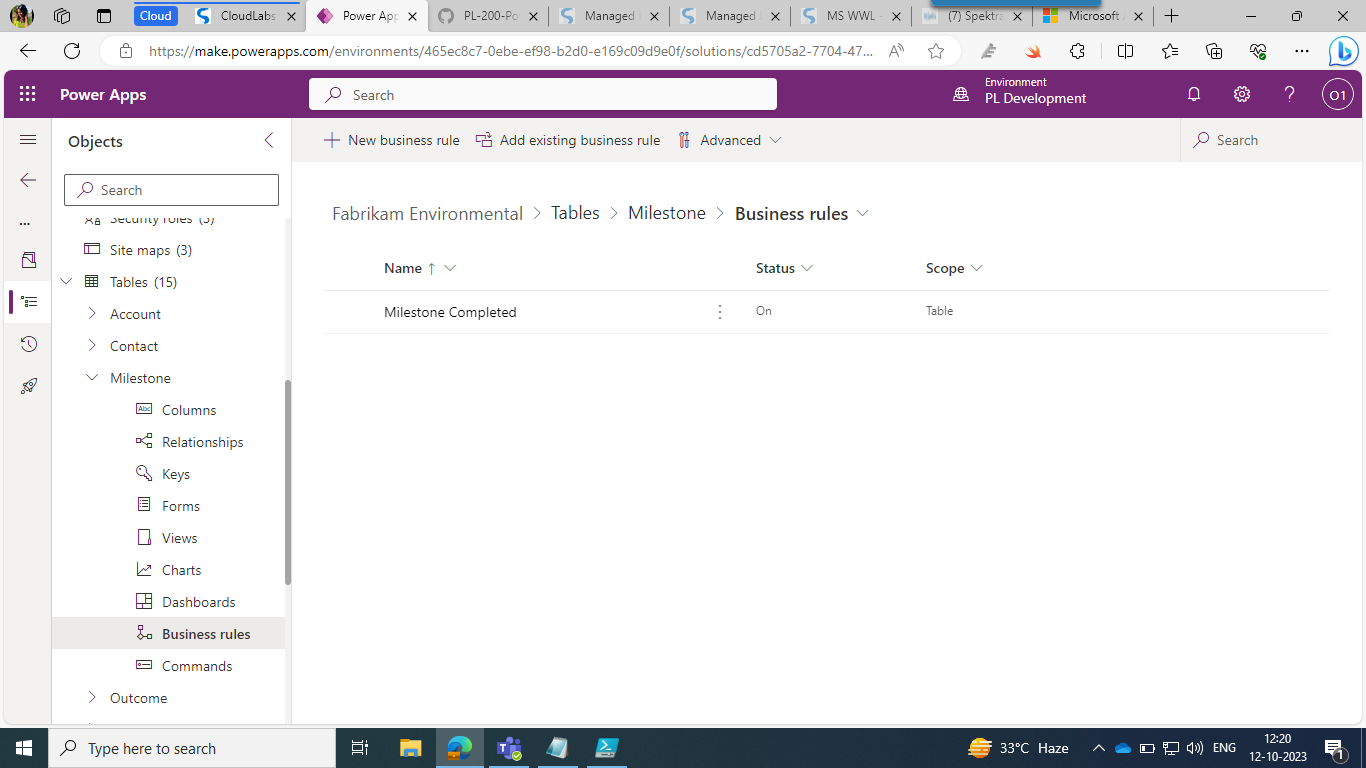 Cloud
CloudLabs
Power App
PL-200-Po
Managed
Managed
MS WWL
(7) Spektra
Microsoft
https://make.powerapps.com/environments/465ec8c7-0ebe-ef98-b2d0-e169c09d9e0f/solutions/cd5705a2-7704-47...
Power Apps
Search
Environment
PL Development
O1
Objects
New business rule
Add existing business rule
Advanced
Search
Search
Fabrikam Environmental
Tables
Milestone
Business rules
Name
Status
Scope
Milestone Completed
On
Table
Security roles (5)
Site maps (3)
Tables (15)
Account
Contact
Milestone
Abc Columns
Relationships
Keys
Forms
Views
Charts
Dashboards
Business rules
Commands
Outcome
Type here to search
33°C Haze
ENG
12:20
12-10-2023
1